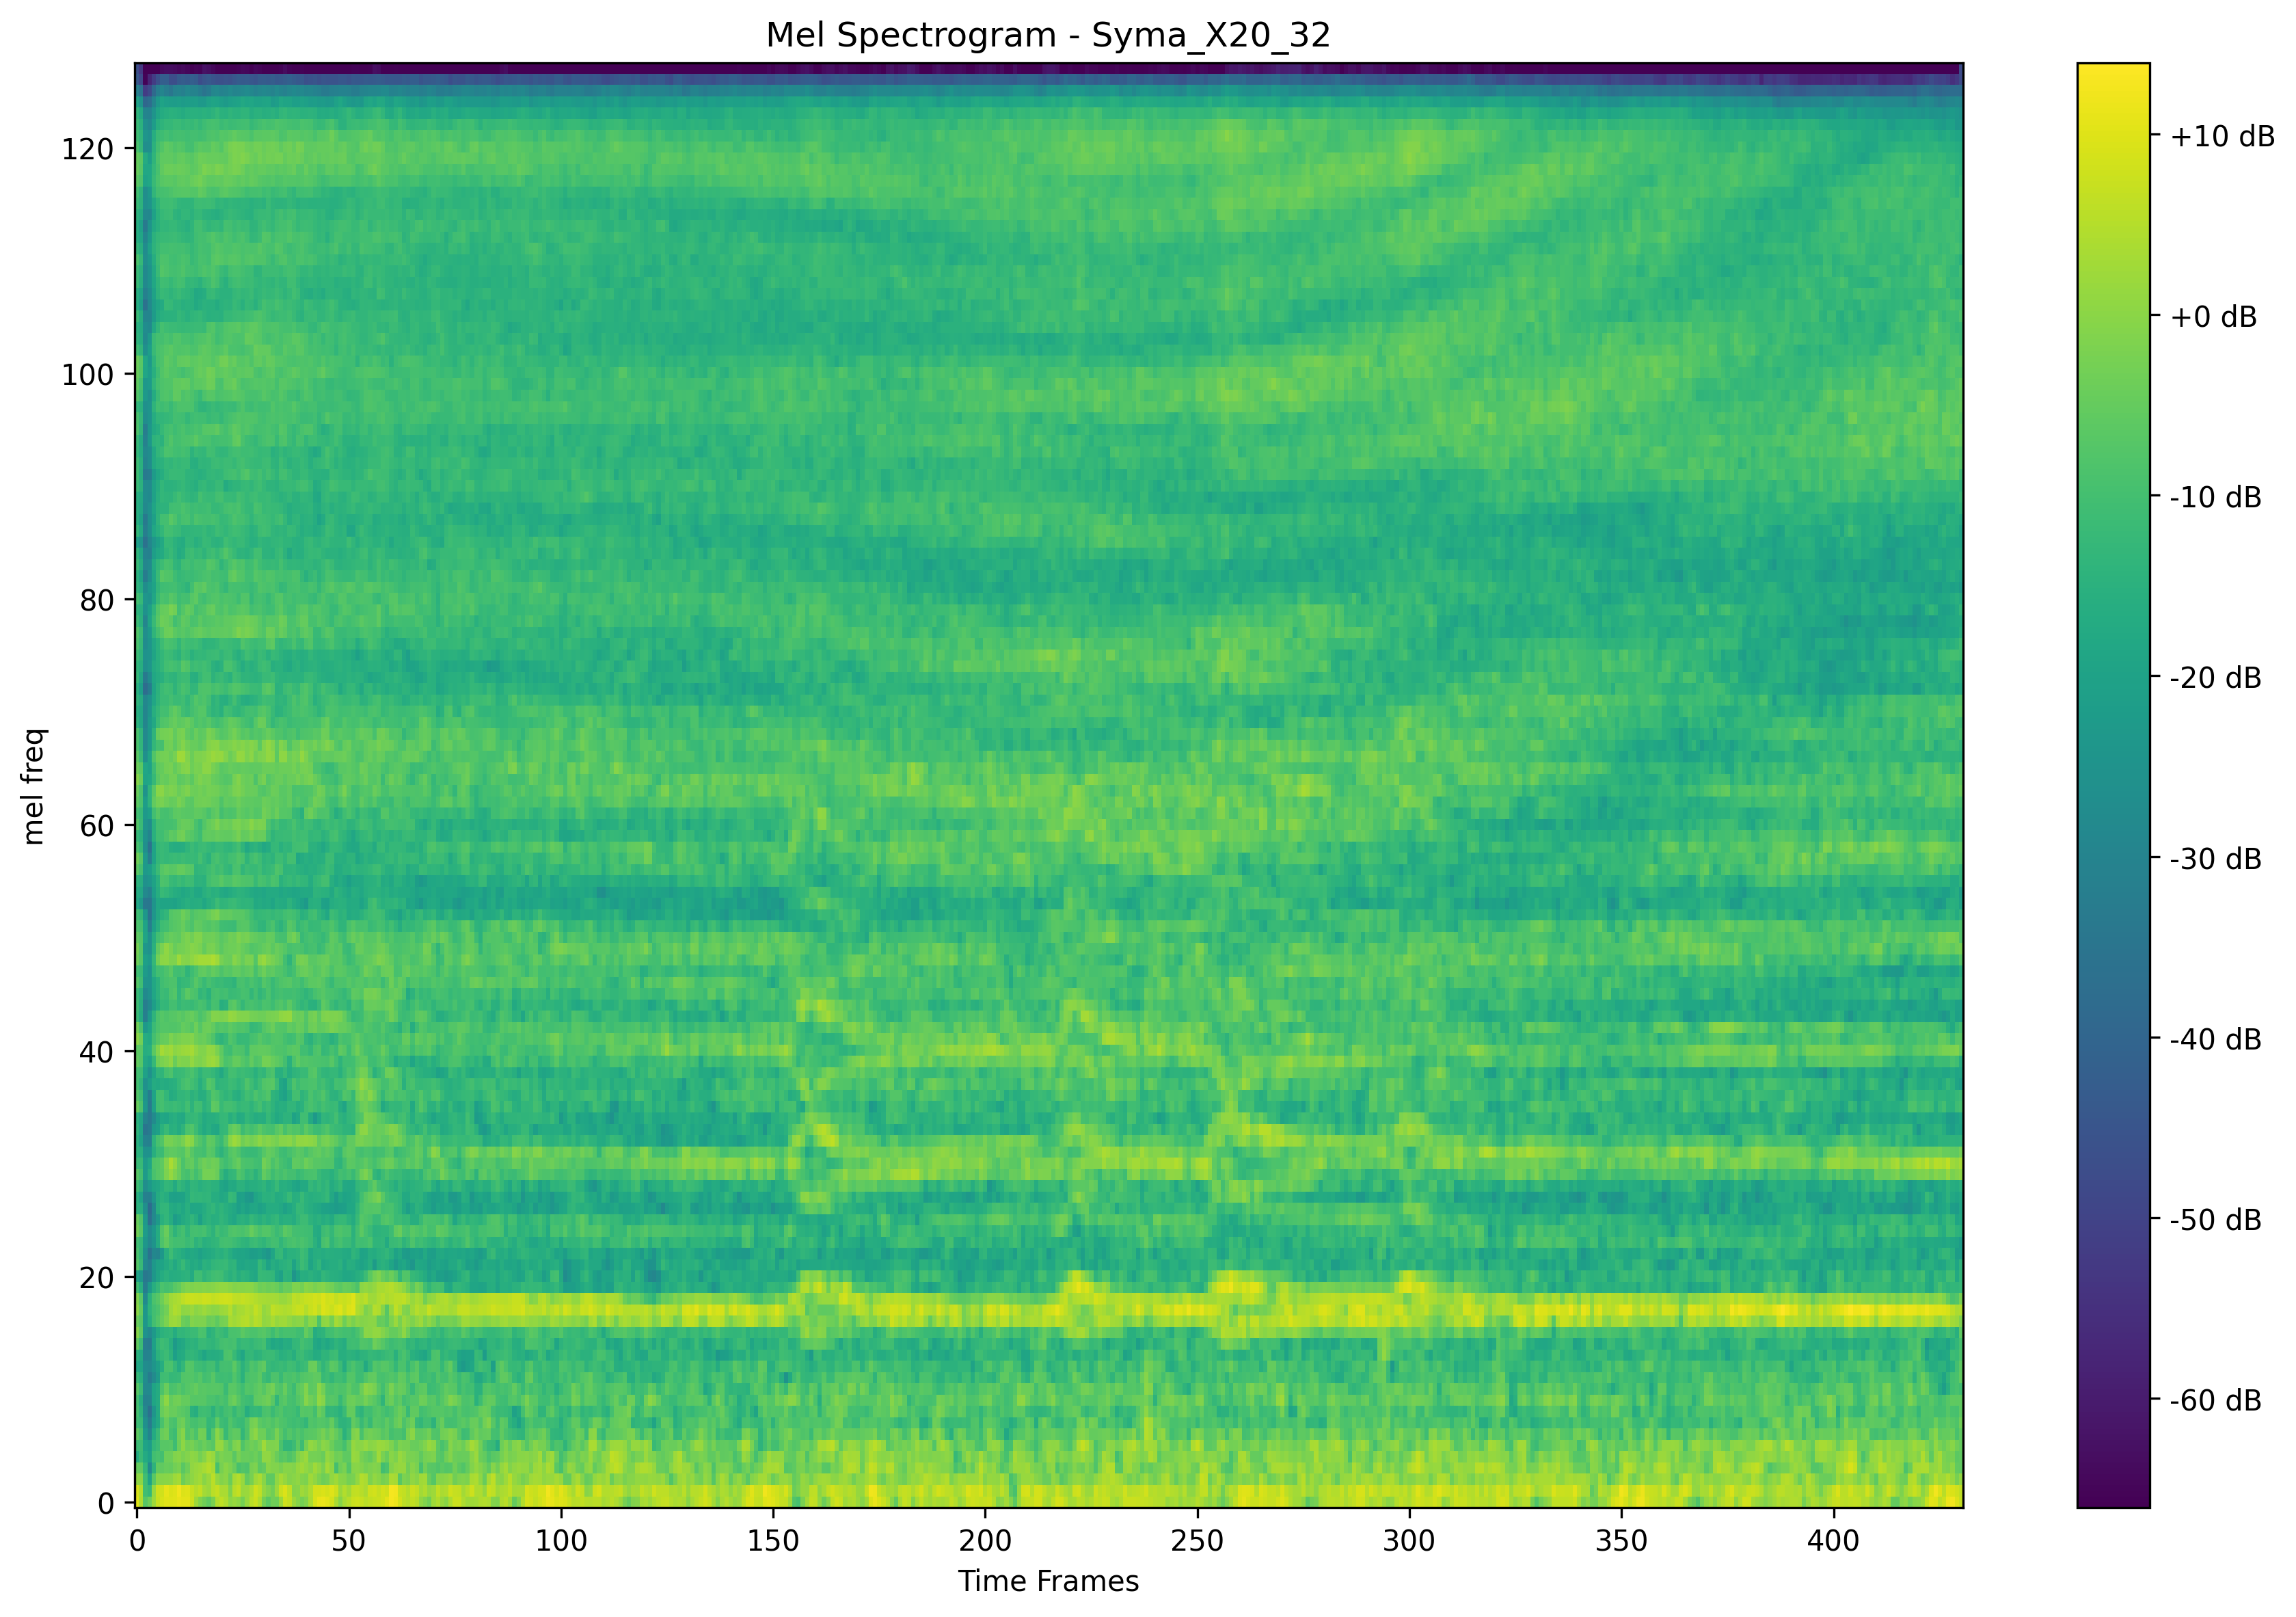 Mel Spectrogram - Syma_X20_32
mel freq
120
100
80
60
40
20
0
0 50 100 150 200 250 300 350 400
Time Frames
+10 dB
+0 dB
-10 dB
-20 dB
-30 dB
-40 dB
-50 dB
-60 dB